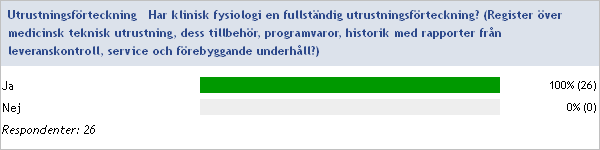 Utrustningsförteckning Har klinisk fysiologi en fullständig utrustningsförteckning? (Register över
medicinsk teknisk utrustning, dess tillbehör, programvaror, historik med rapporter från
leveranskontroll, service och förebyggande underhåll?)
Ja 100% (26)
Nej 0% (0)
Respondenter: 26